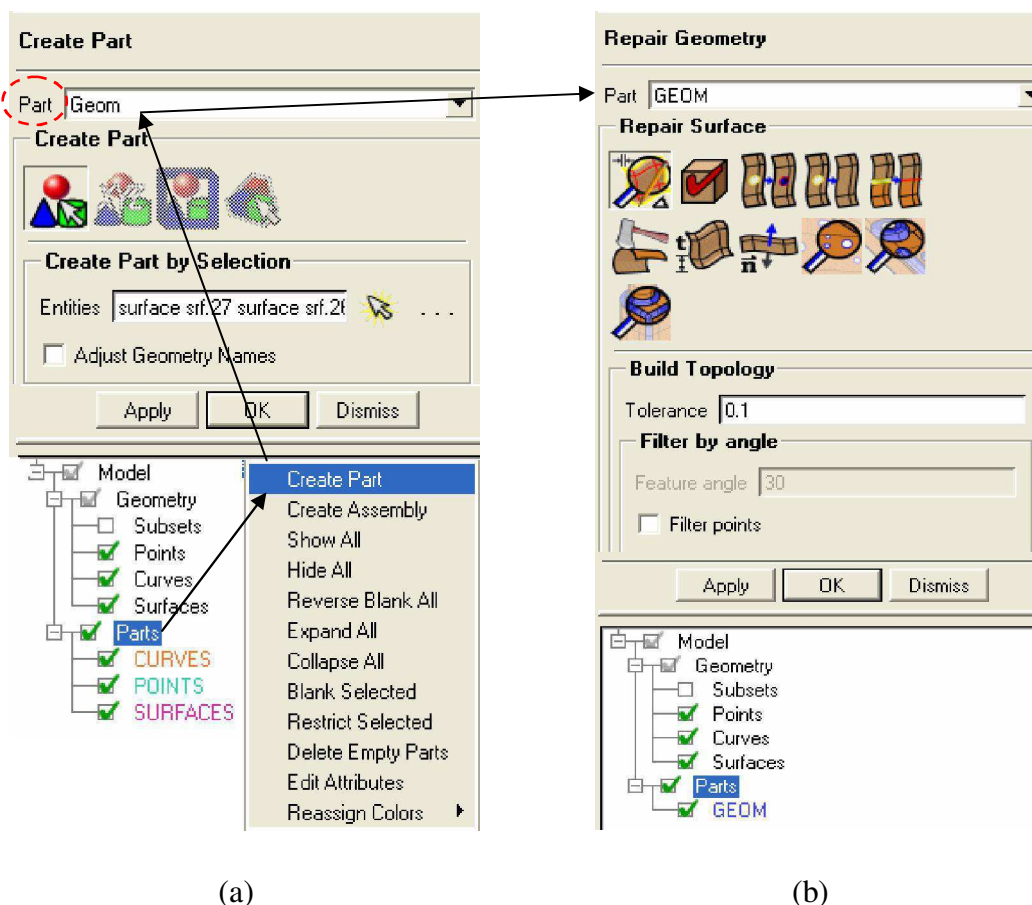 Create Part
Part Geom
Create Part
Create Part by Selection
Entities surface srf.27 surface srf.26 ...
Adjust Geometry Names
Apply OK Dismiss
Model
Geometry
Subsets
Points
Curves
Surfaces
Parts
CURVES
POINTS
SURFACES
Create Part
Create Assembly
Show All
Hide All
Reverse Blank All
Expand All
Collapse All
Blank Selected
Restrict Selected
Delete Empty Parts
Edit Attributes
Reassign Colors
(a)
Repair Geometry
Part GEOM
Repair Surface
t
n
Build Topology
Tolerance 0.1
Filter by angle
Feature angle 30
Filter points
Apply OK Dismiss
Model
Geometry
Subsets
Points
Curves
Surfaces
Parts
GEOM
(b)